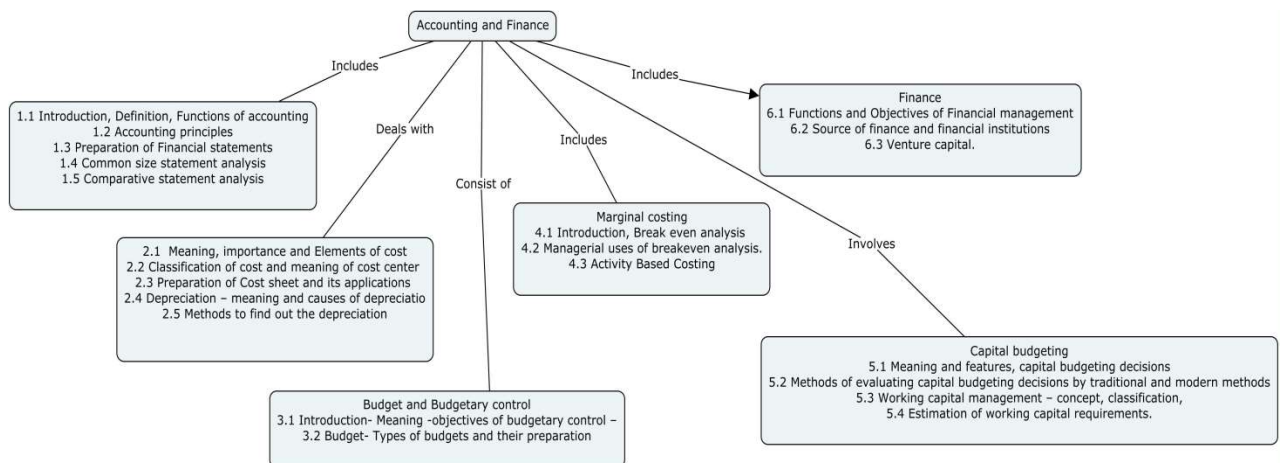 Accounting and Finance
Includes
1.1 Introduction, Definition, Functions of accounting
1.2 Accounting principles
1.3 Preparation of Financial statements
1.4 Common size statement analysis
1.5 Comparative statement analysis
Deals with
2.1 Meaning, importance and Elements of cost
2.2 Classification of cost and meaning of cost center
2.3 Preparation of Cost sheet and its applications
2.4 Depreciation – meaning and causes of depreciatio
2.5 Methods to find out the depreciation
Consist of
Budget and Budgetary control
3.1 Introduction- Meaning -objectives of budgetary control –
3.2 Budget- Types of budgets and their preparation
Includes
Marginal costing
4.1 Introduction, Break even analysis
4.2 Managerial uses of breakeven analysis.
4.3 Activity Based Costing
Involves
Capital budgeting
5.1 Meaning and features, capital budgeting decisions
5.2 Methods of evaluating capital budgeting decisions by traditional and modern methods
5.3 Working capital management – concept, classification,
5.4 Estimation of working capital requirements.
Includes
Finance
6.1 Functions and Objectives of Financial management
6.2 Source of finance and financial institutions
6.3 Venture capital.